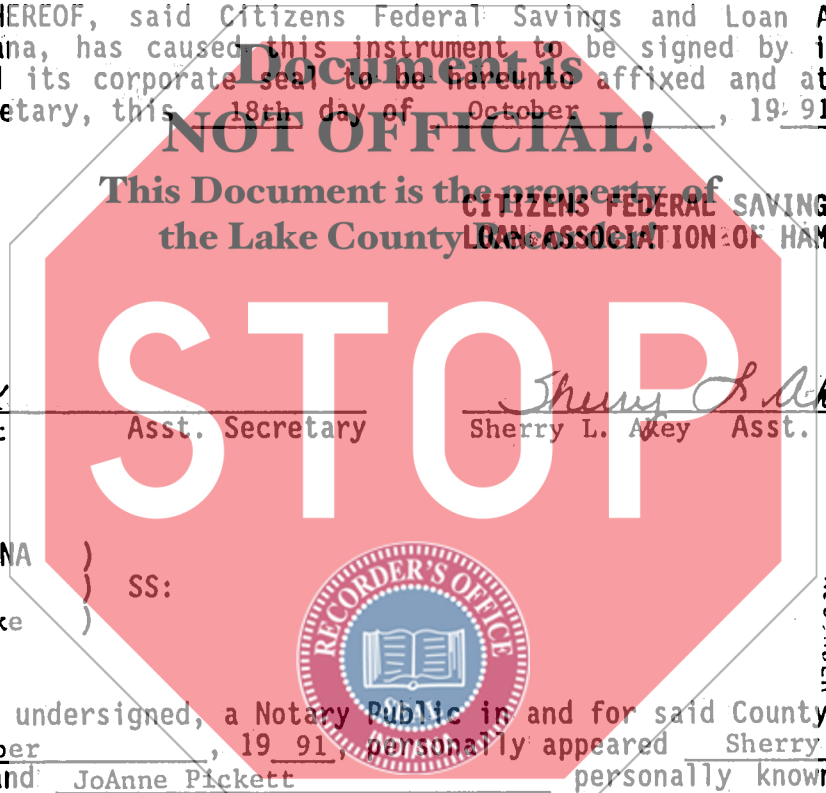 HEREOF, said Citizens Federal Savings and Loan A
ana, has caused this instrument to be signed by i
its corporate seal to be hereunto affixed and at
etary, this 18th day of October, 19 91
Document is
NOT OFFICIAL!
This Document is the property of
the Lake County Recorder!
CITIZENS FEDERAL SAVING
LOAN ASSOCIATION OF HAM
STOP
Sherry L. A
Asst. Secretary Sherry L. Akey Asst.
NA )
) SS:
ke )
RECORDER'S OFFICE
undersigned, a Notary Public in and for said County
ber, 19 91, personally appeared Sherry
and JoAnne Pickett personally known